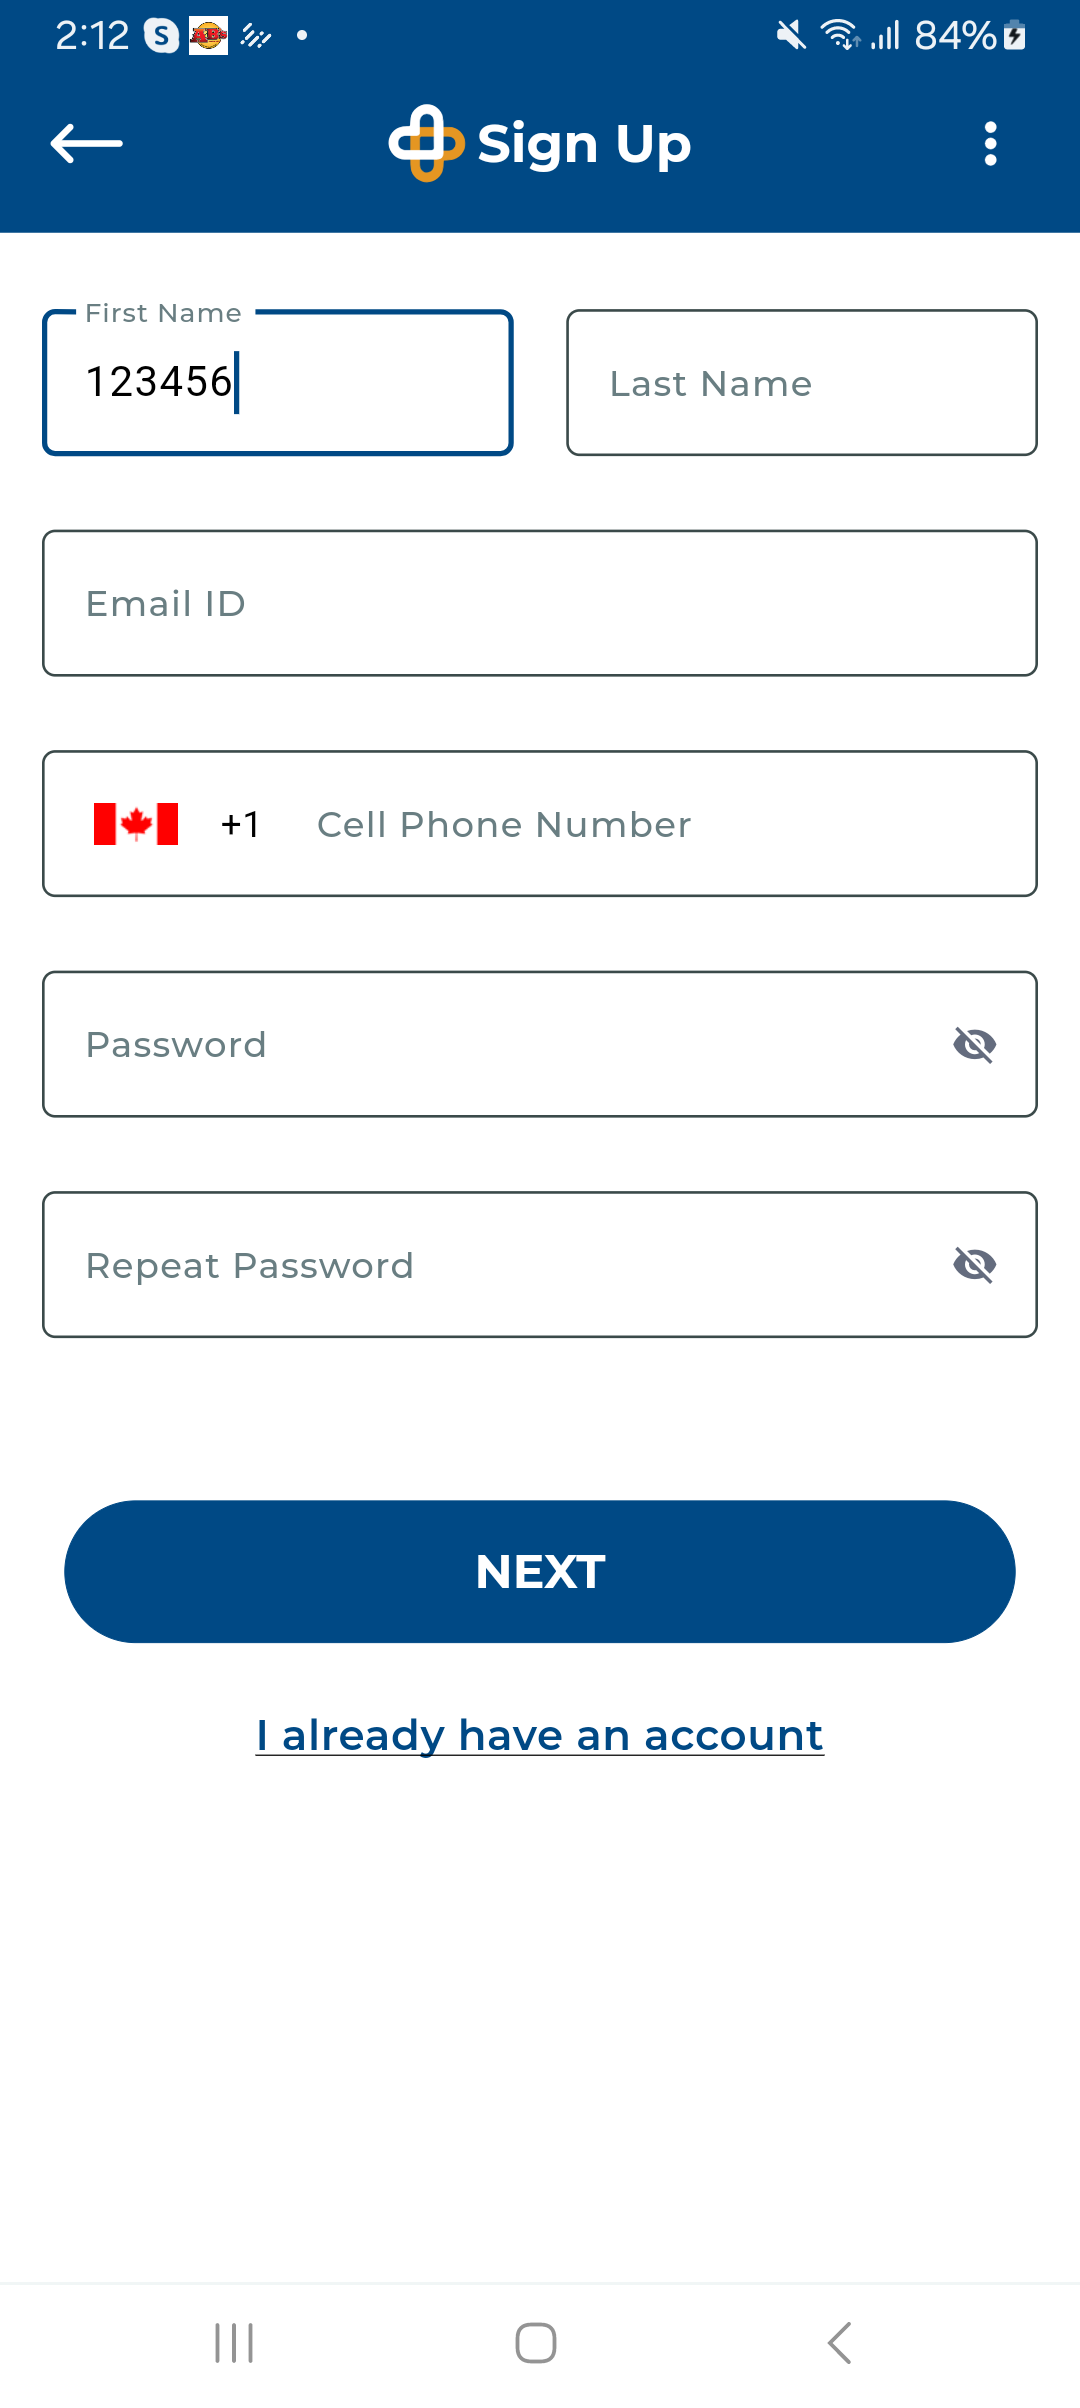 2:12 S AB's 84%
Sign Up
First Name
123456
Last Name
Email ID
+1 Cell Phone Number
Password
Repeat Password
NEXT
I already have an account